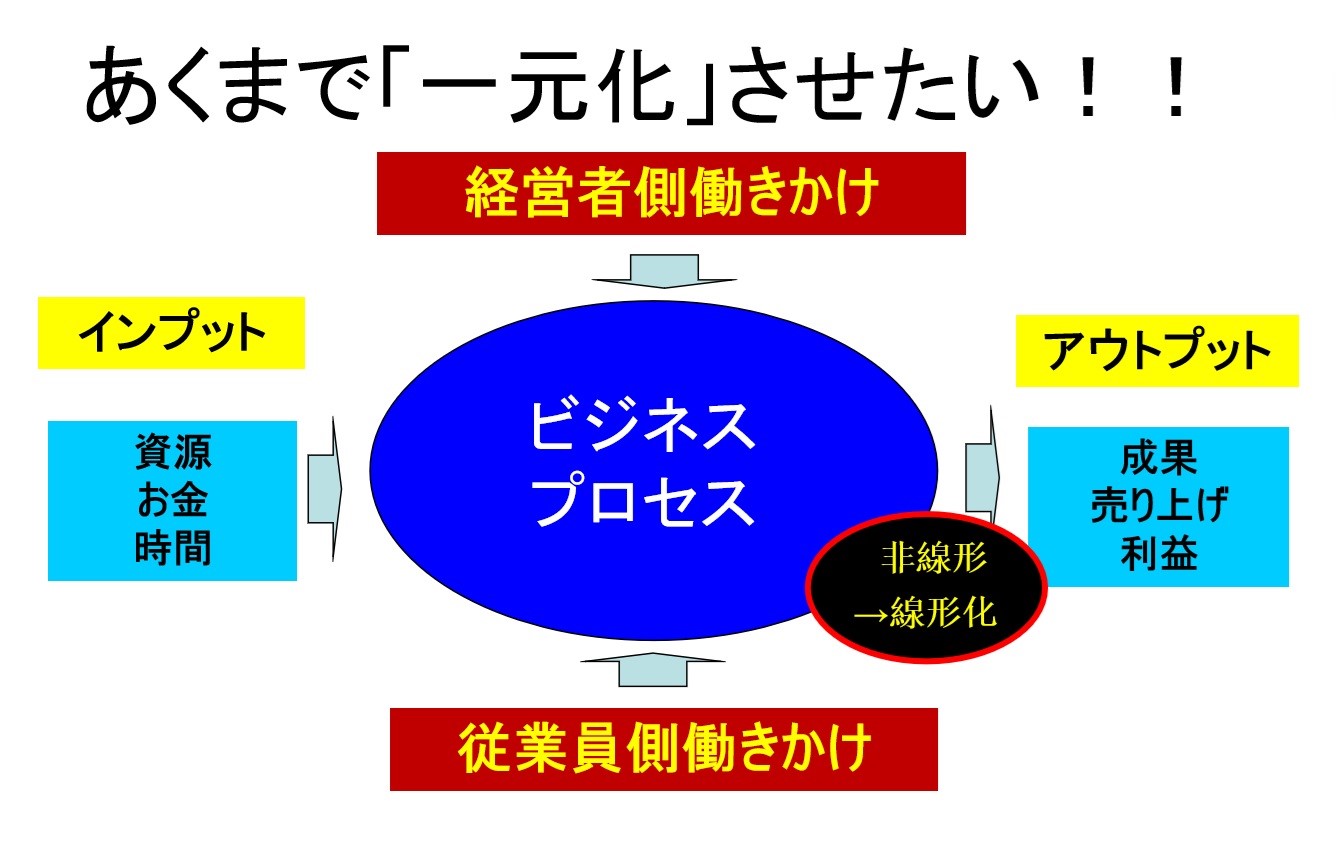 あくまで「一元化」させたい！！
経営者側働きかけ
インプット
アウトプット
資源
お金
時間
ビジネス
プロセス
成果
売り上げ
利益
非線形
→線形化
従業員側働きかけ